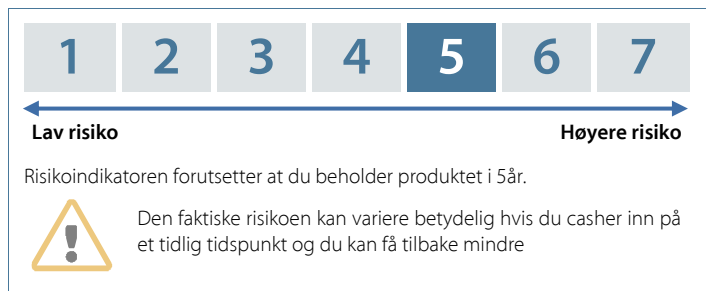 1 2 3 4 5 6 7
Lav risiko Høyere risiko
Risikoindikatoren forutsetter at du beholder produktet i 5år.
Den faktiske risikoen kan variere betydelig hvis du casher inn på
et tidlig tidspunkt og du kan få tilbake mindre